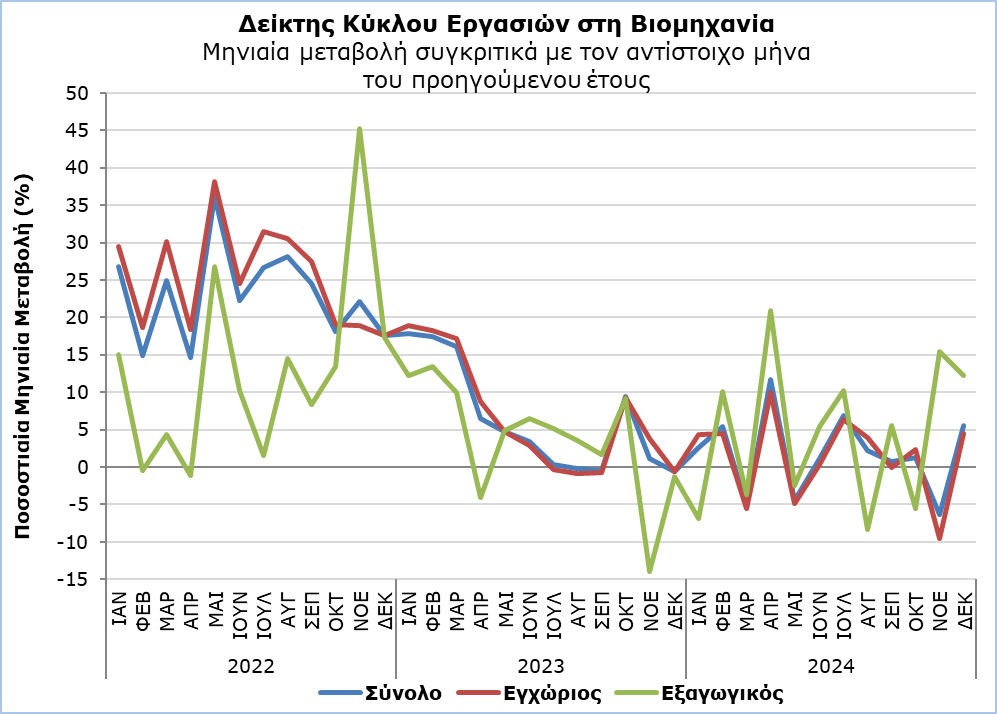 Δείκτης Κύκλου Εργασιών στη Βιομηχανία
Μηνιαία μεταβολή συγκριτικά με τον αντίστοιχο μήνα
του προηγούμενου έτους
Ποσοστιαία Μηνιαία Μεταβολή (%)
50
45
40
35
30
25
20
15
10
5
0
-5
-10
-15
ΙΑΝ ΦΕΒ ΜΑΡ ΑΠΡ ΜΑΙ ΙΟΥΝ ΙΟΥΛ ΑΥΓ ΣΕΠ ΟΚΤ ΝΟΕ ΔΕΚ ΙΑΝ ΦΕΒ ΜΑΡ ΑΠΡ ΜΑΙ ΙΟΥΝ ΙΟΥΛ ΑΥΓ ΣΕΠ ΟΚΤ ΝΟΕ ΔΕΚ ΙΑΝ ΦΕΒ ΜΑΡ ΑΠΡ ΜΑΙ ΙΟΥΝ ΙΟΥΛ ΑΥΓ ΣΕΠ ΟΚΤ ΝΟΕ ΔΕΚ
2022 2023 2024
Σύνολο Εγχώριος Εξαγωγικός